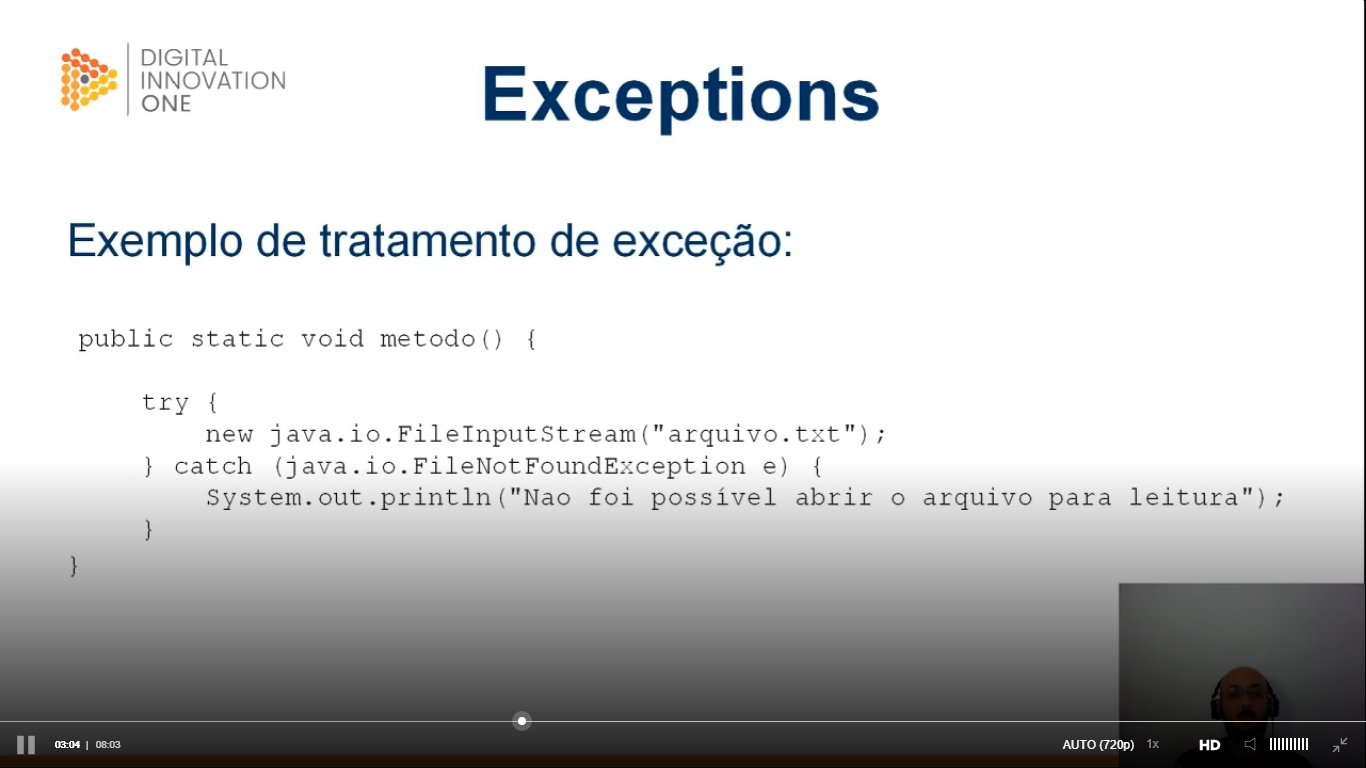 DIGITAL
INNOVATION
ONE
Exceptions
Exemplo de tratamento de exceção:
public static void metodo() {
try {
new java.io.FileInputStream("arquivo.txt");
} catch (java.io.FileNotFoundException e) {
System.out.println("Nao foi possível abrir o arquivo para leitura");
}
}
03:04 | 08:03
AUTO (720p) 1x HD